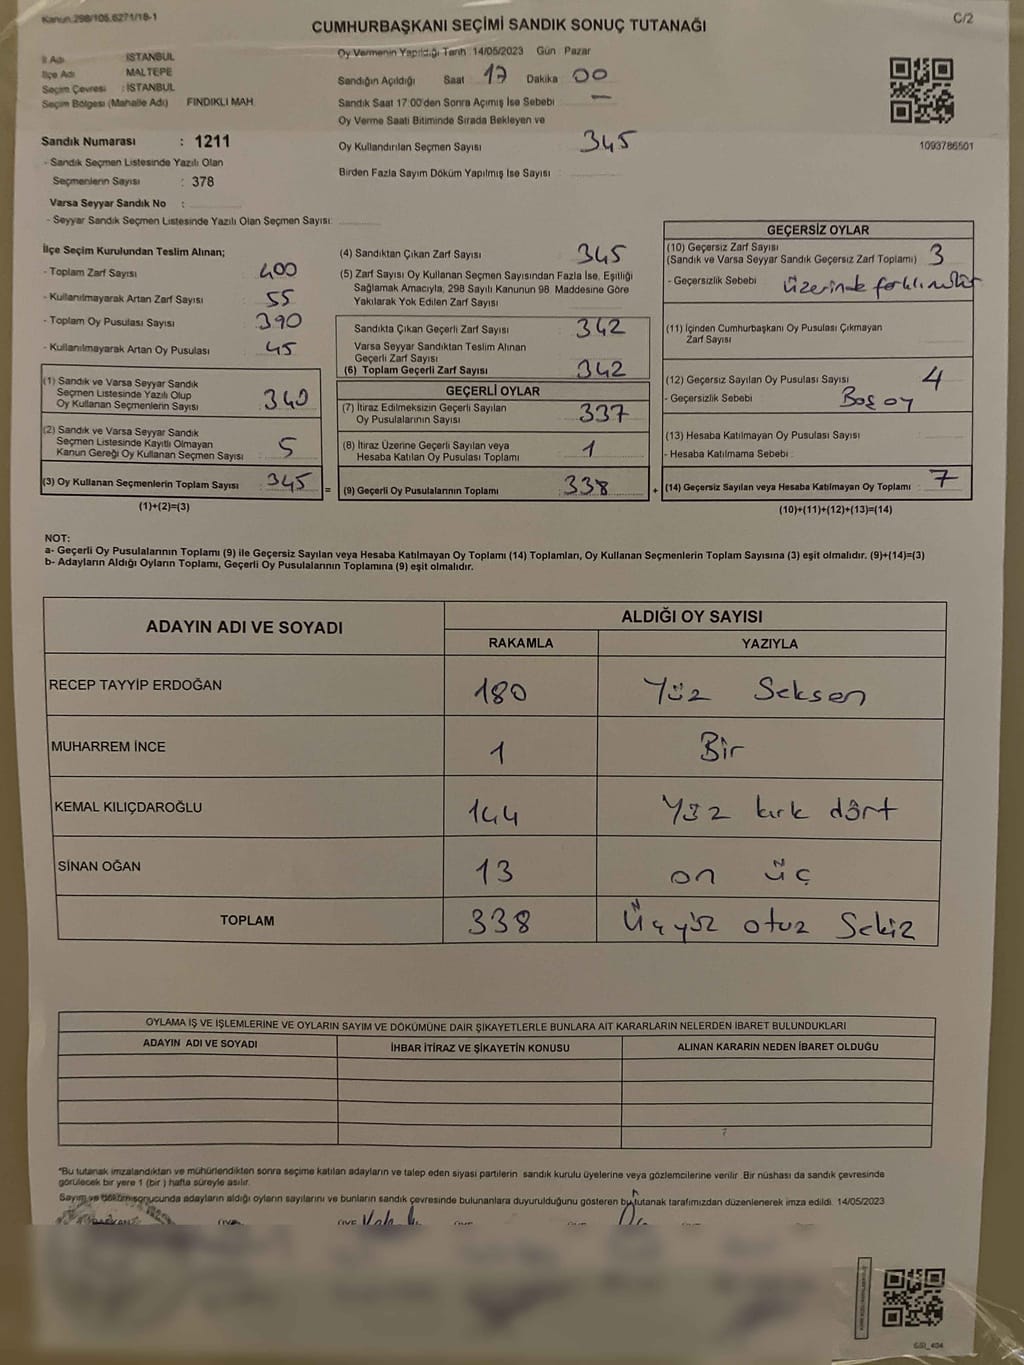 Kanun.298/105,6271/16-1
C/2
CUMHURBAŞKANI SEÇİMİ SANDIK SONUÇ TUTANAĞI
İl Adı : İSTANBUL
İlçe Adı : MALTEPE
Seçim Çevresi : İSTANBUL
Seçim Bölgesi (Mahalle Adı) FINDIKLI MAH.
Oy Vermenin Yapıldığı Tarih :14/05/2023 Gün : Pazar
Sandığın Açıldığı Saat 17 Dakika 00
Sandık Saat 17:00'den Sonra Açımış İse Sebebi : —
Oy Verme Saati Bitiminde Sırada Bekleyen ve
Oy Kullandırılan Seçmen Sayısı 345
Birden Fazla Sayım Döküm Yapılmış İse Sayısı :
1093786501
Sandık Numarası : 1211
- Sandık Seçmen Listesinde Yazılı Olan
Seçmenlerin Sayısı : 378
Varsa Seyyar Sandık No :
- Seyyar Sandık Seçmen Listesinde Yazılı Olan Seçmen Sayısı:
İlçe Seçim Kurulundan Teslim Alınan;
- Toplam Zarf Sayısı : 400
- Kullanılmayarak Artan Zarf Sayısı : 55
- Toplam Oy Pusulası Sayısı : 390
- Kullanılmayarak Artan Oy Pusulası : 45
(1) Sandık ve Varsa Seyyar Sandık
Seçmen Listesinde Yazılı Olup
Oy Kullanan Seçmenlerin Sayısı : 340
(2) Sandık ve Varsa Seyyar Sandık
Seçmen Listesinde Kayıtlı Olmayan
Kanun Gereği Oy Kullanan Seçmen Sayısı : 5
(3) Oy Kullanan Seçmenlerin Toplam Sayısı : 345 =
(1)+(2)=(3)
(4) Sandıktan Çıkan Zarf Sayısı : 345
(5) Zarf Sayısı Oy Kullanan Seçmen Sayısından Fazla İse, Eşitliği
Sağlamak Amacıyla, 298 Sayılı Kanunun 98. Maddesine Göre
Yakılarak Yok Edilen Zarf Sayısı :
Sandıkta Çıkan Geçerli Zarf Sayısı : 342
Varsa Seyyar Sandıktan Teslim Alınan
Geçerli Zarf Sayısı :
(6) Toplam Geçerli Zarf Sayısı : 342
GEÇERLİ OYLAR
(7) İtiraz Edilmeksizin Geçerli Sayılan
Oy Pusulalarının Sayısı : 337
(8) İtiraz Üzerine Geçerli Sayılan veya
Hesaba Katılan Oy Pusulası Toplamı : 1
(9) Geçerli Oy Pusulalarının Toplamı : 338 +
GEÇERSİZ OYLAR
(10) Geçersiz Zarf Sayısı
(Sandık ve Varsa Seyyar Sandık Geçersiz Zarf Toplamı) : 3
- Geçersizlik Sebebi : Üzerinde
(11) İçinden Cumhurbaşkanı Oy Pusulası Çıkmayan
Zarf Sayısı :
(12) Geçersiz Sayılan Oy Pusulası Sayısı : 4
- Geçersizlik Sebebi : Boş oy
(13) Hesaba Katılmayan Oy Pusulası Sayısı :
- Hesaba Katılmama Sebebi :
(14) Geçersiz Sayılan veya Hesaba Katılmayan Oy Toplamı : 7
(10)+(11)+(12)+(13)=(14)
NOT:
a- Geçerli Oy Pusulalarının Toplamı (9) ile Geçersiz Sayılan veya Hesaba Katılmayan Oy Toplamı (14) Toplamları, Oy Kullanan Seçmenlerin Toplam Sayısına (3) eşit olmalıdır. (9)+(14)=(3)
b- Adayların Aldığı Oyların Toplamı, Geçerli Oy Pusulalarının Toplamına (9) eşit olmalıdır.
ADAYIN ADI VE SOYADI
ALDIĞI OY SAYISI
RAKAMLA YAZIYLA
RECEP TAYYİP ERDOĞAN 180 Yüz Seksen
MUHARREM İNCE 1 Bir
KEMAL KILIÇDAROĞLU 144 Yüz kırk dört
SİNAN OĞAN 13 on üç
TOPLAM 338 Üçyüz otuz Sekiz
OYLAMA İŞ VE İŞLEMLERİNE VE OYLARIN SAYIM VE DÖKÜMÜNE DAİR ŞİKAYETLERLE BUNLARA AİT KARARLARIN NELERDEN İBARET BULUNDUKLARI
ADAYIN ADI VE SOYADI İHBAR İTİRAZ VE ŞİKAYETİN KONUSU ALINAN KARARIN NEDEN İBARET OLDUĞU
*Bu tutanak imzalandıktan ve mühürlendikten sonra seçime katılan adayların ve talep eden siyasi partilerin sandık kurulu üyelerine veya gözlemcilerine verilir. Bir nüshası da sandık çevresinde
görülecek bir yere 1 (bir ) hafta süreyle asılır.
Sayım ve döküm sonucunda adayların aldığı oyların sayılarını ve bunların sandık çevresinde bulunanlara duyurulduğunu gösteren bu tutanak tarafımızdan düzenlenerek imza edildi. 14/05/2023